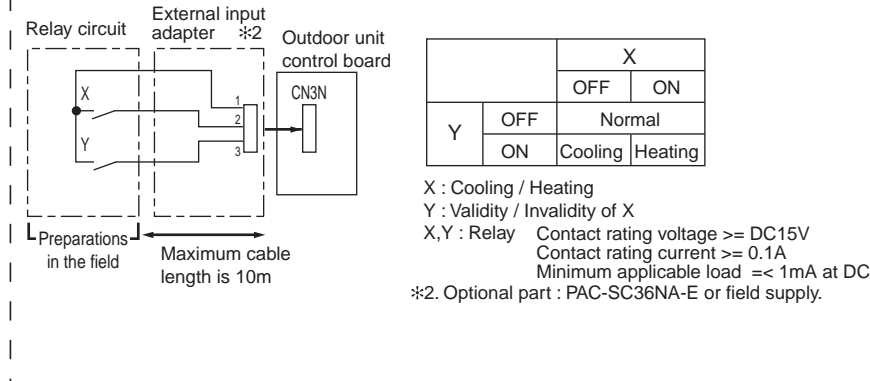 Relay circuit
External input
adapter ※2
Outdoor unit
control board
X
Y
1
2
3
CN3N
Preparations
in the field
Maximum cable
length is 10m
X
OFF ON
Y OFF Normal
ON Cooling Heating
X : Cooling / Heating
Y : Validity / Invalidity of X
X,Y : Relay Contact rating voltage >= DC15V
Contact rating current >= 0.1A
Minimum applicable load =< 1mA at DC
※2. Optional part : PAC-SC36NA-E or field supply.